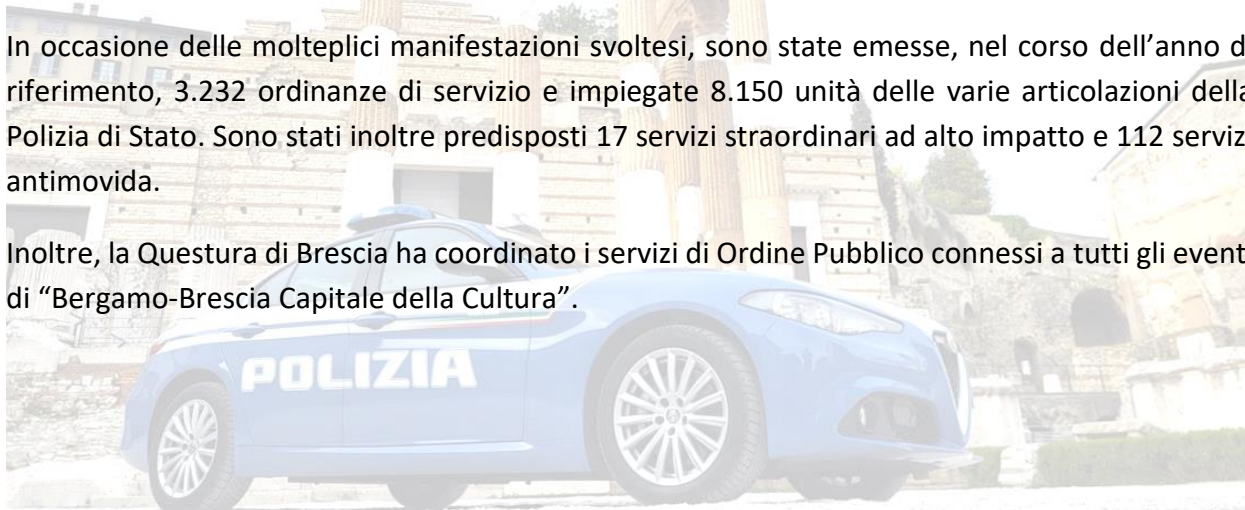 In occasione delle molteplici manifestazioni svoltesi, sono state emesse, nel corso dell’anno d
riferimento, 3.232 ordinanze di servizio e impiegate 8.150 unità delle varie articolazioni della
Polizia di Stato. Sono stati inoltre predisposti 17 servizi straordinari ad alto impatto e 112 serviz
antimovida.
Inoltre, la Questura di Brescia ha coordinato i servizi di Ordine Pubblico connessi a tutti gli event
di “Bergamo-Brescia Capitale della Cultura”.
POLIZIA